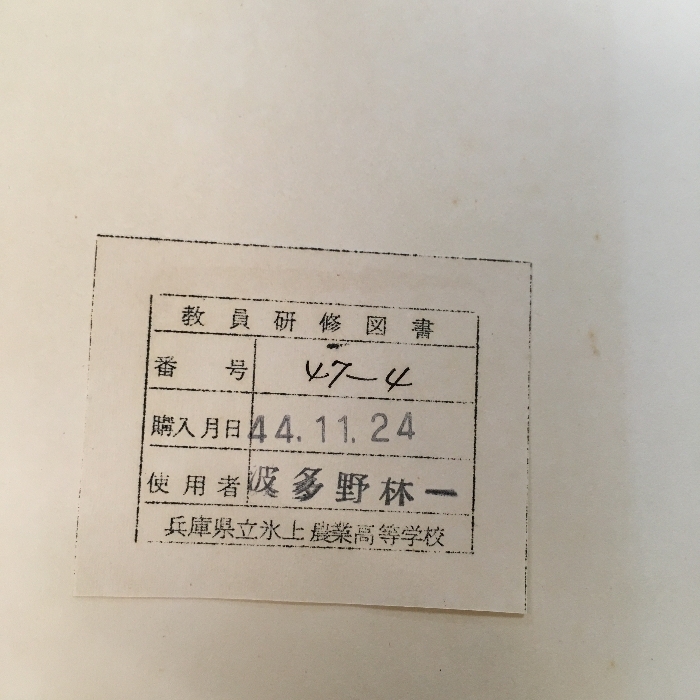 教員研修図書
番号 47-4
購入月日 44.11.24
使用者 波多野林一
兵庫県立氷上農業高等学校